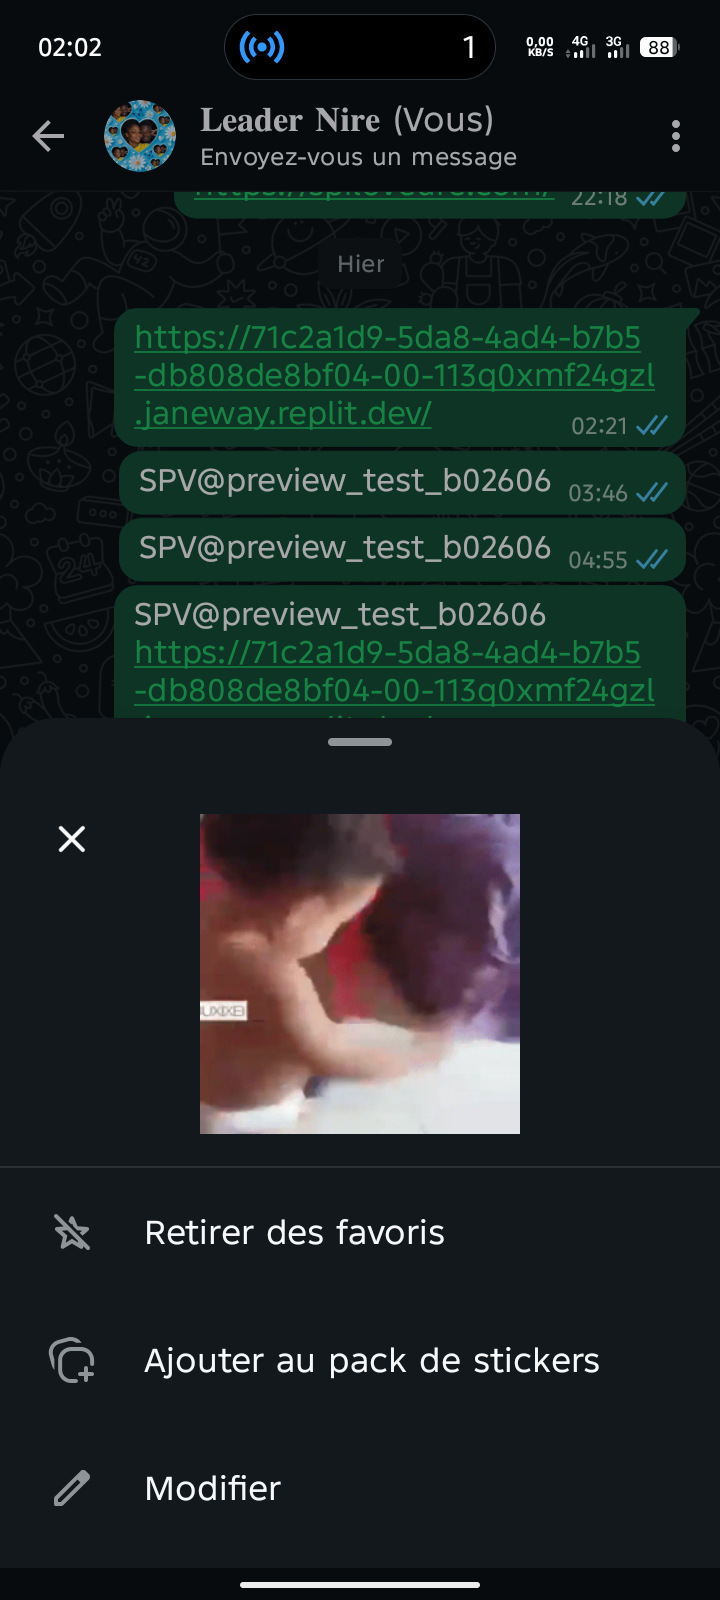 02:02
1
0,00
KB/S
4G
3G
88
Leader Nire (Vous)
Envoyez-vous un message
https://spiloveurs.com/
22:18
Hier
https://71c2a1d9-5da8-4ad4-b7b5
-db808de8bf04-00-113q0xmf24gzl
.janeway.replit.dev/
02:21
SPV@preview_test_b02606
03:46
SPV@preview_test_b02606
04:55
SPV@preview_test_b02606
https://71c2a1d9-5da8-4ad4-b7b5
-db808de8bf04-00-113q0xmf24gzl
Retirer des favoris
Ajouter au pack de stickers
Modifier